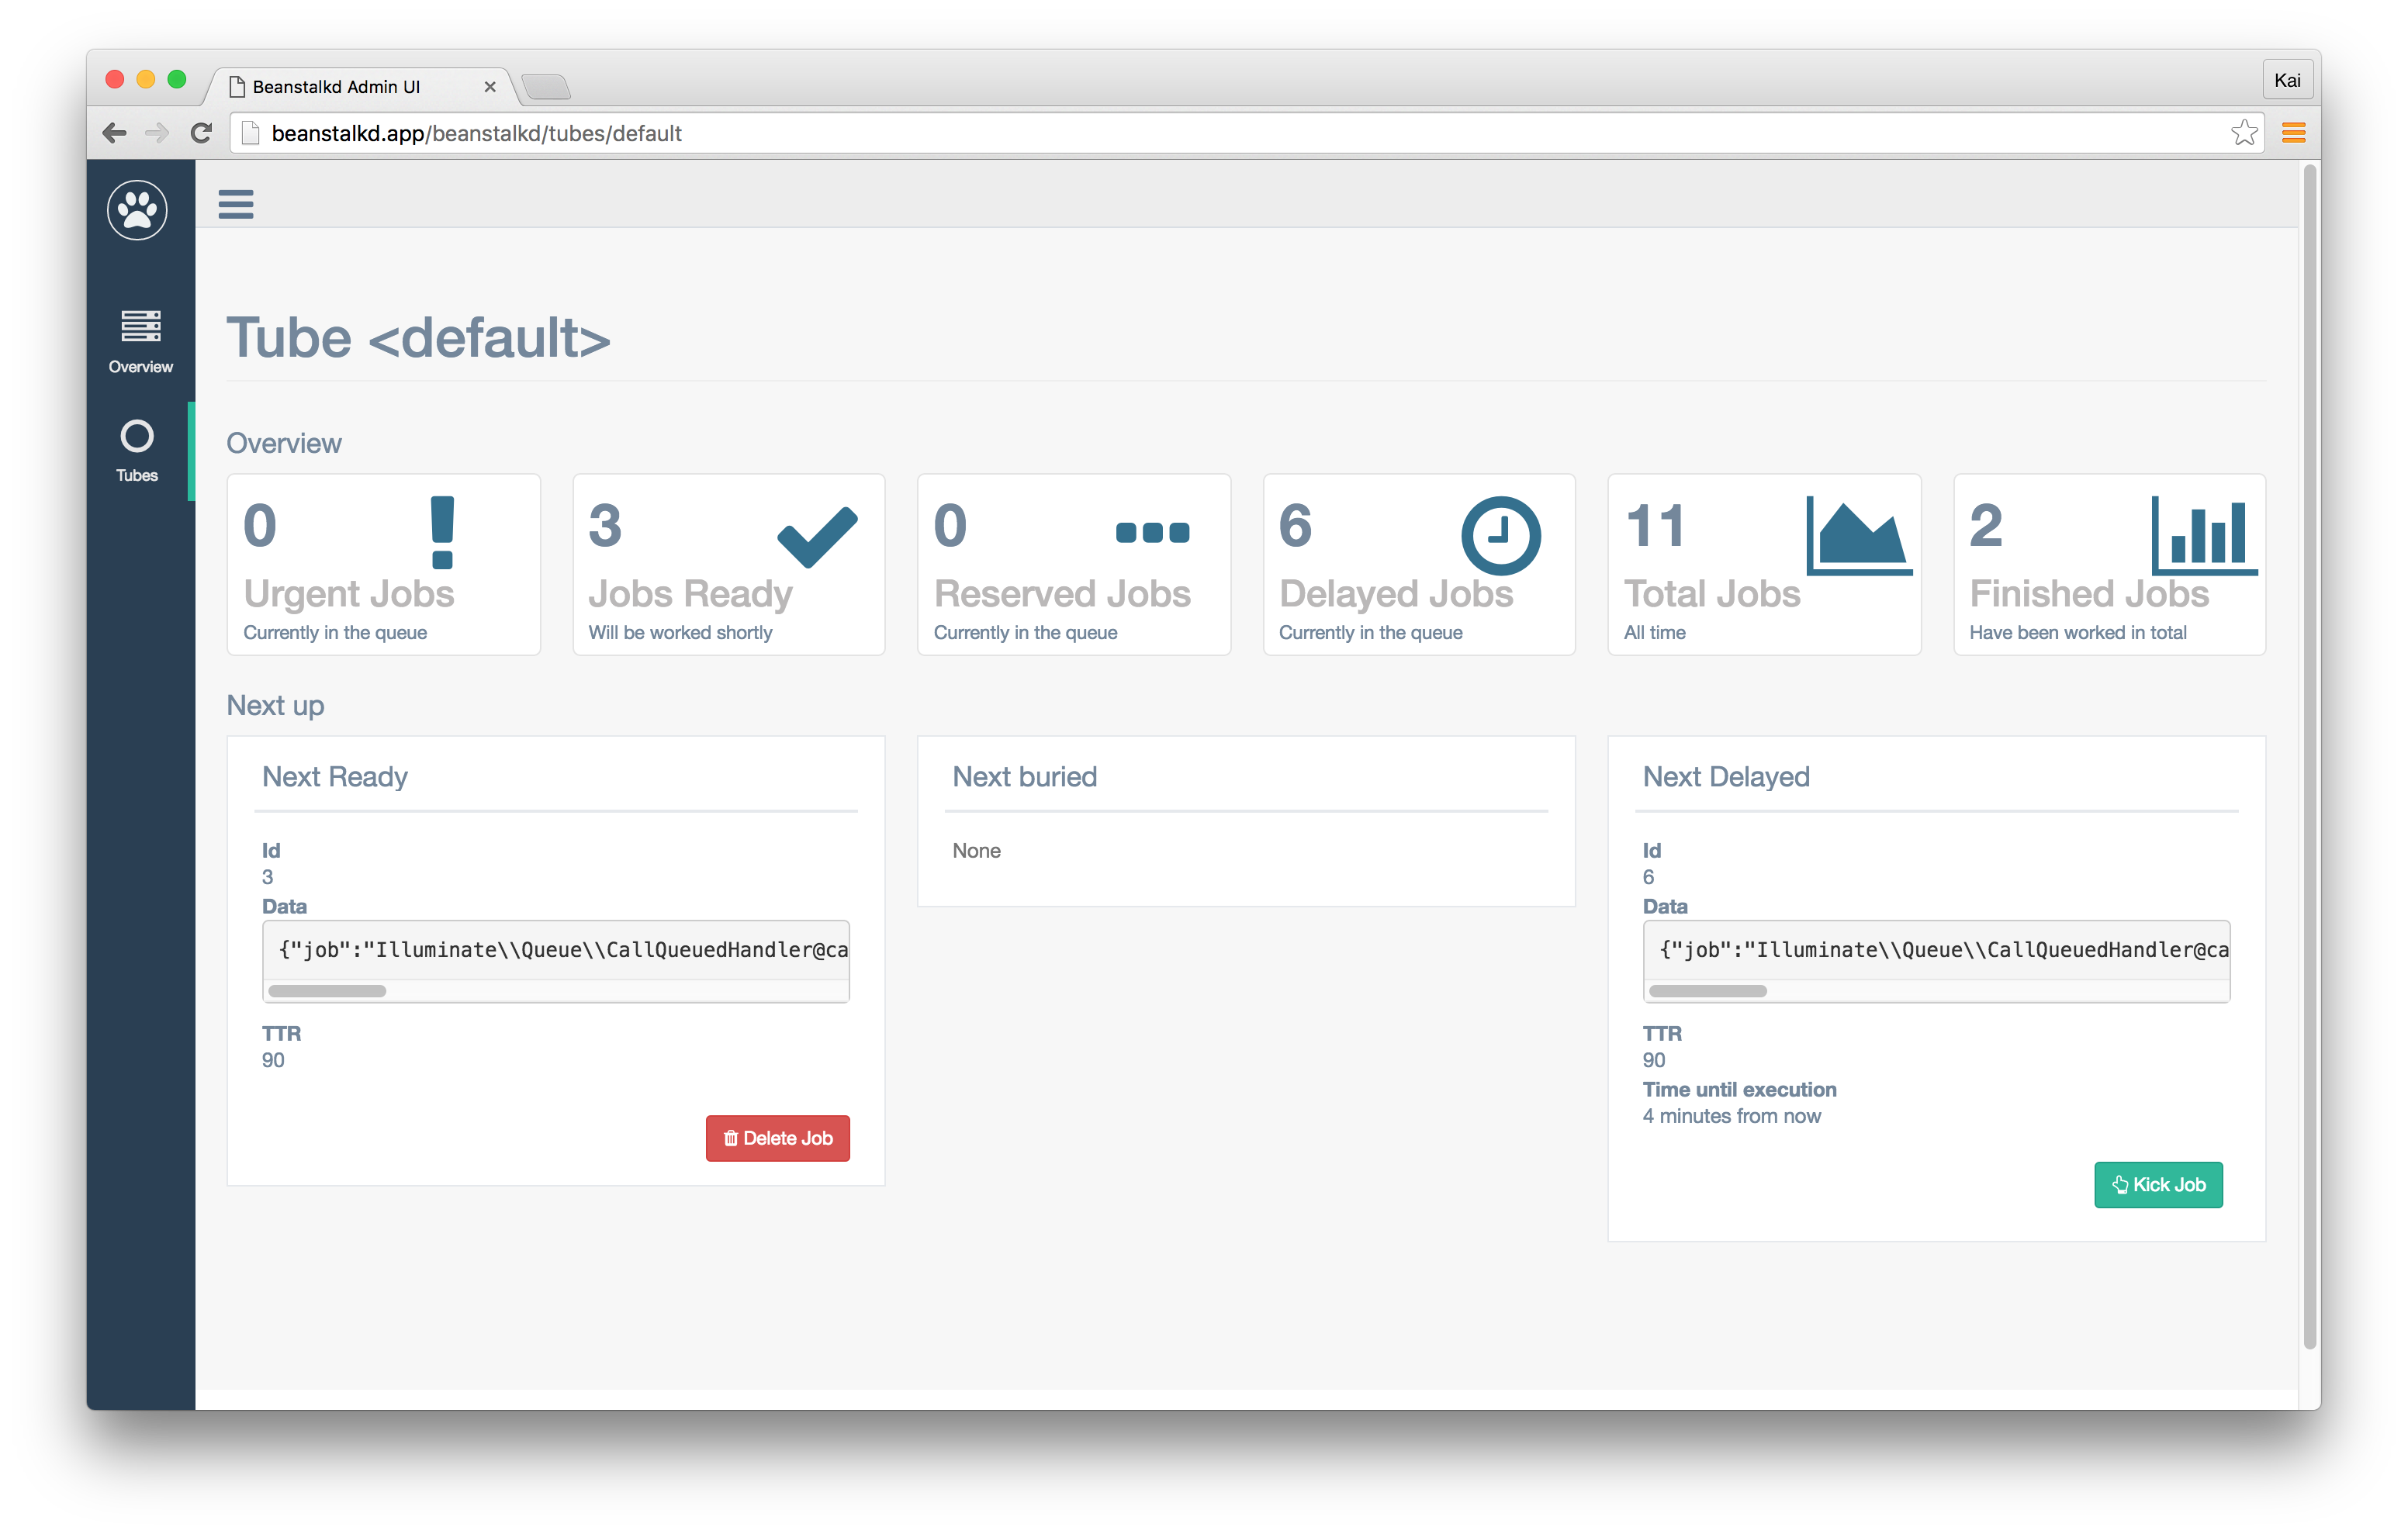 Beanstalkd Admin UI
Kai
beanstalkd.app/beanstalkd/tubes/default
Overview
Tubes
Tube <default>
Overview
0
Urgent Jobs
Currently in the queue
3
Jobs Ready
Will be worked shortly
0
Reserved Jobs
Currently in the queue
6
Delayed Jobs
Currently in the queue
11
Total Jobs
All time
2
Finished Jobs
Have been worked in total
Next up
Next Ready
Id
3
Data
{"job":"Illuminate\\Queue\\CallQueuedHandler@ca
TTR
90
Delete Job
Next buried
None
Next Delayed
Id
6
Data
{"job":"Illuminate\\Queue\\CallQueuedHandler@ca
TTR
90
Time until execution
4 minutes from now
Kick Job